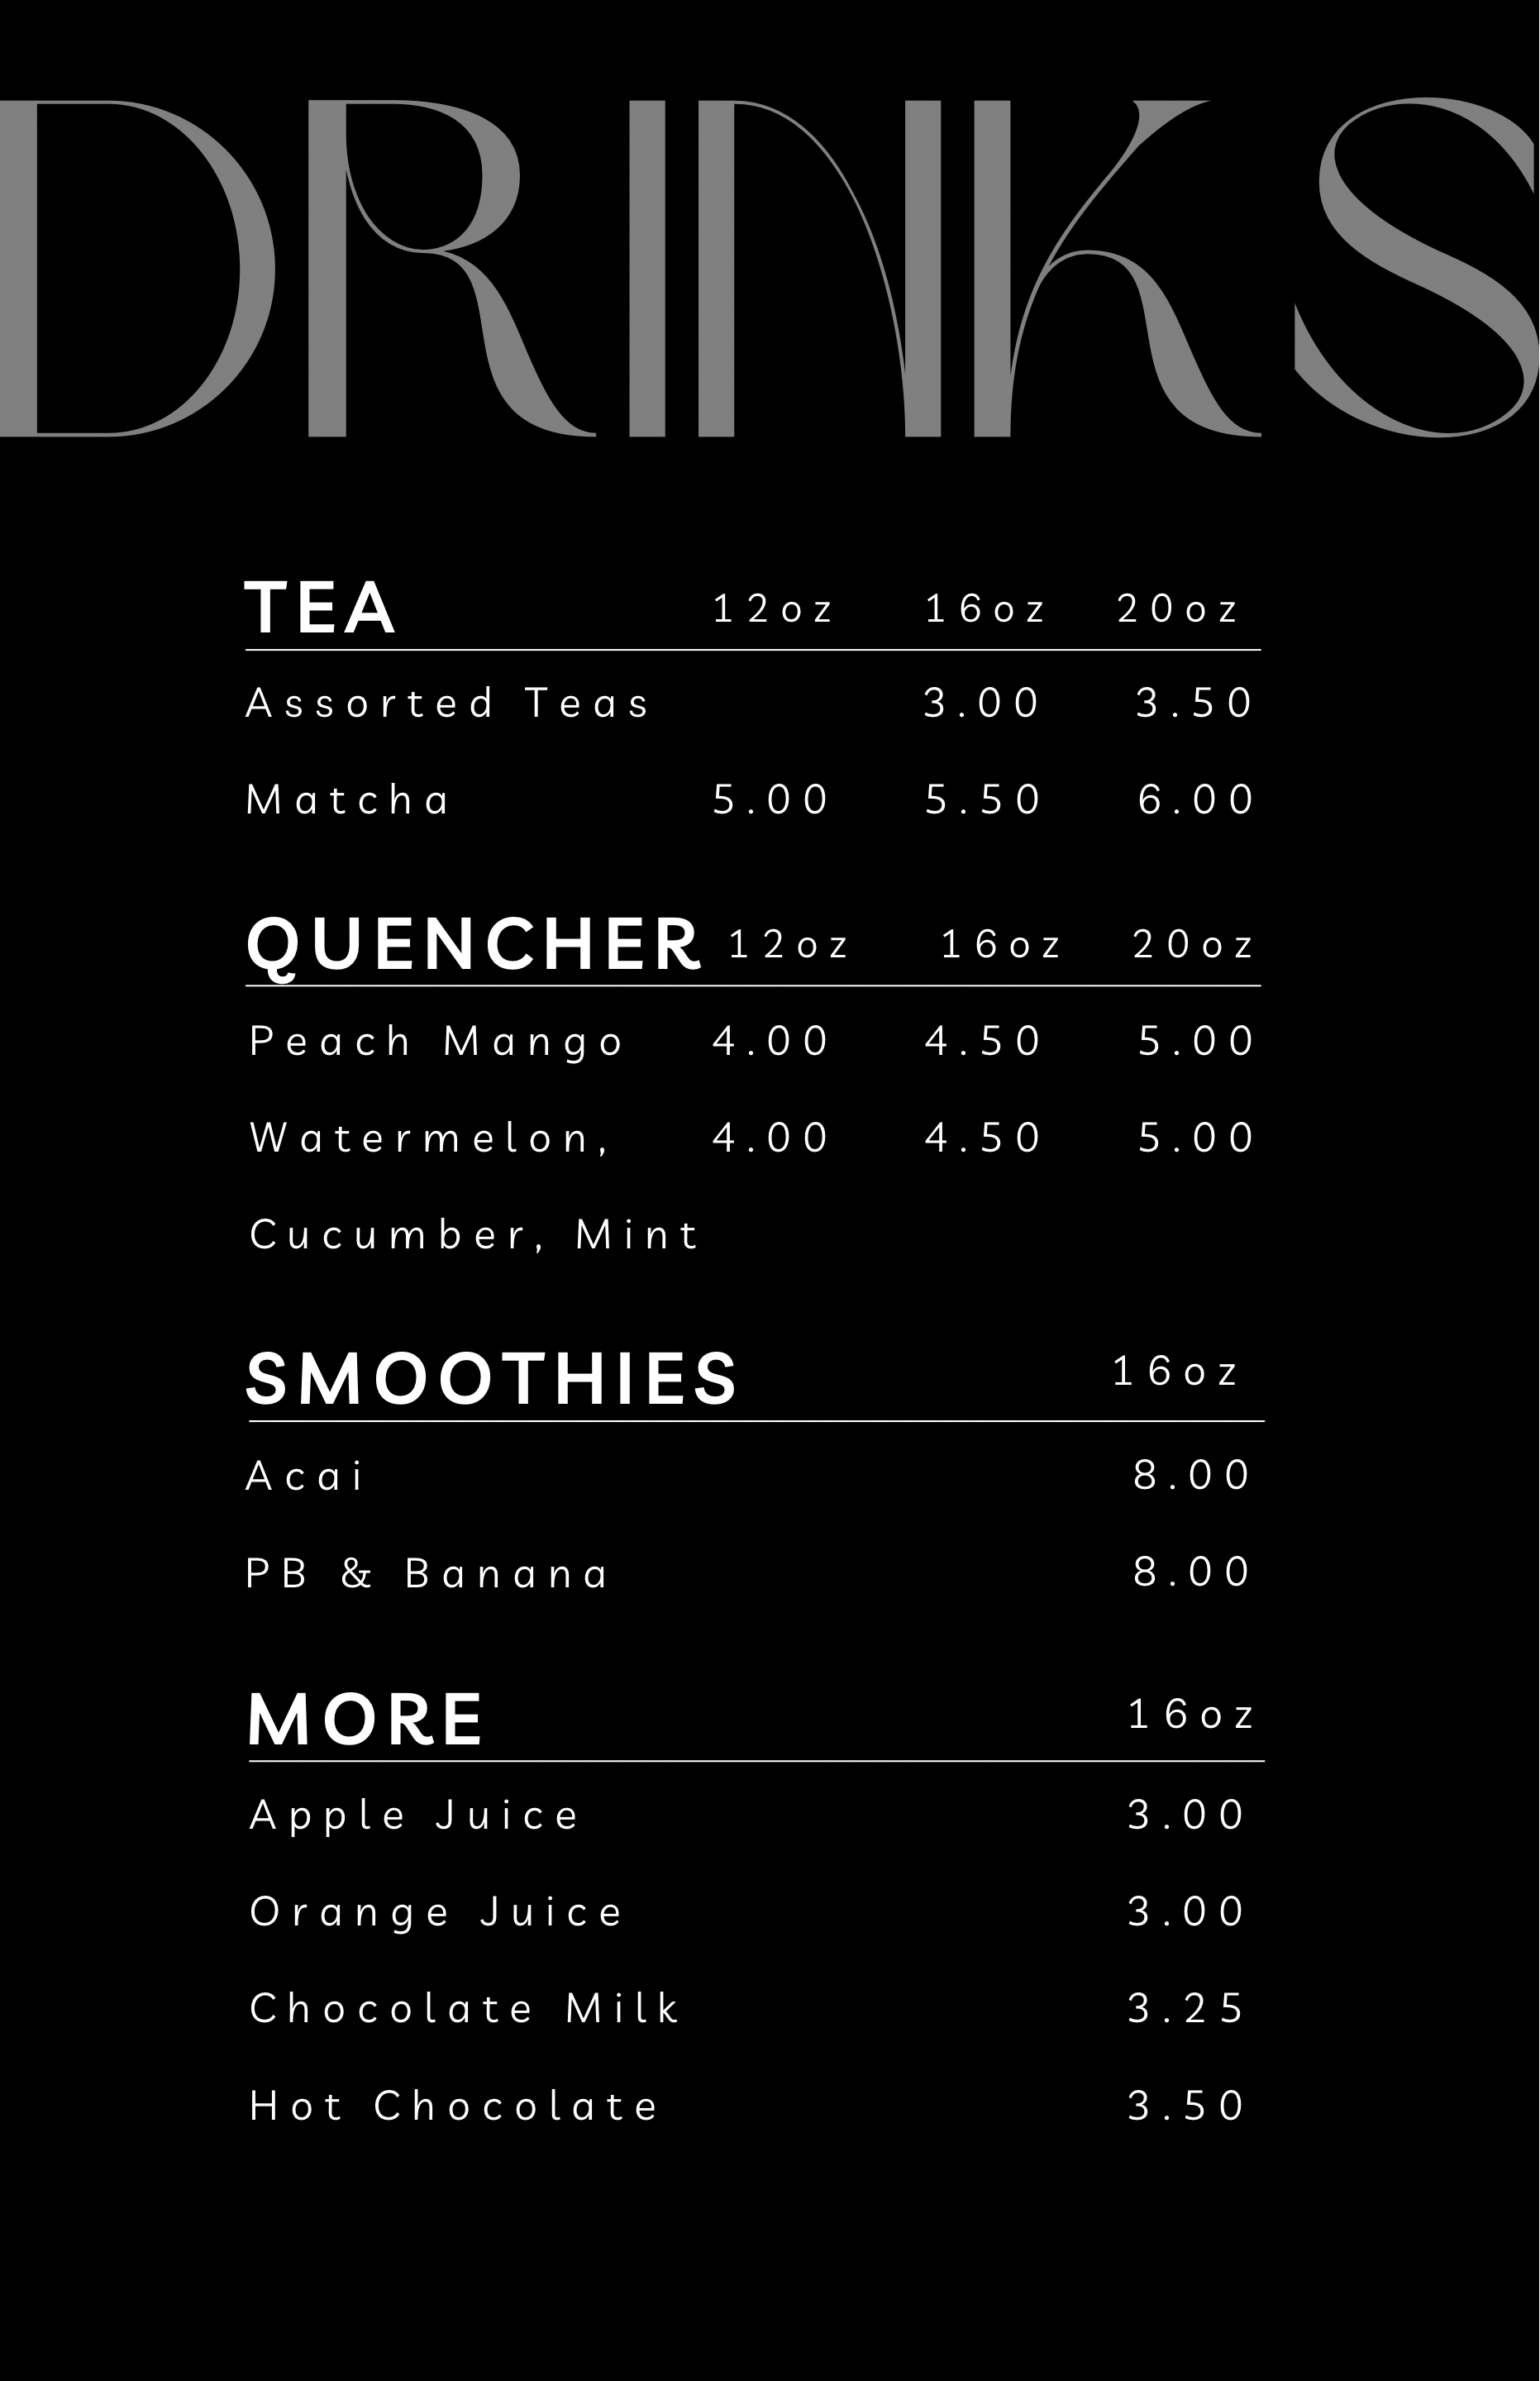 DRINKS
TEA 12oz 16oz 20oz
Assorted Teas 3.00 3.50
Matcha 5.00 5.50 6.00
QUENCHER 12oz 16oz 20oz
Peach Mango 4.00 4.50 5.00
Watermelon, 4.00 4.50 5.00
Cucumber, Mint
SMOOTHIES 16oz
Acai 8.00
PB & Banana 8.00
MORE 16oz
Apple Juice 3.00
Orange Juice 3.00
Chocolate Milk 3.25
Hot Chocolate 3.50